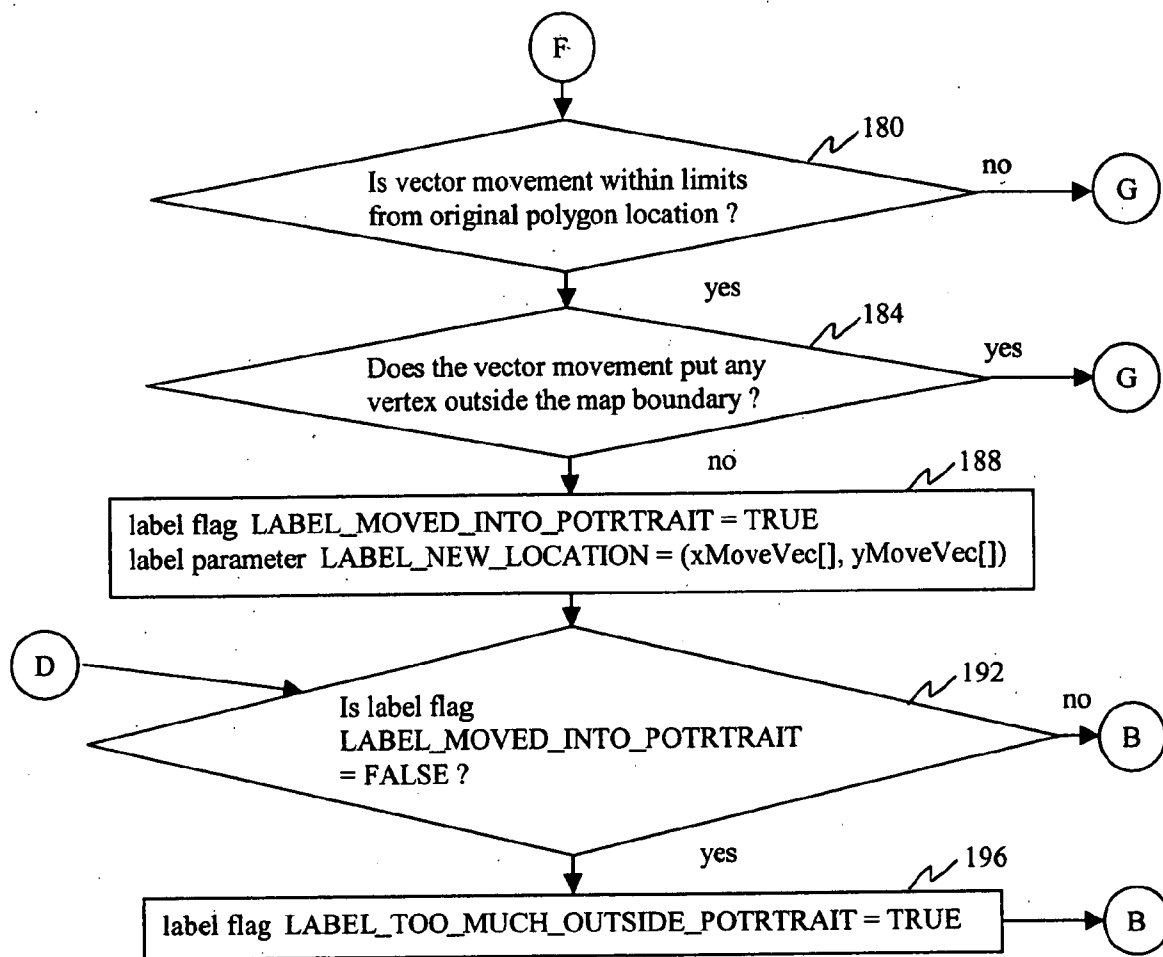 F
180
Is vector movement within limits
from original polygon location ?
no
G
yes
184
Does the vector movement put any
vertex outside the map boundary ?
yes
G
no
188
label flag LABEL_MOVED_INTO_POTRTRAIT = TRUE
label parameter LABEL_NEW_LOCATION = (xMoveVec[], yMoveVec[])
D
192
Is label flag
LABEL_MOVED_INTO_POTRTRAIT
= FALSE ?
no
B
yes
196
label flag LABEL_TOO_MUCH_OUTSIDE_POTRTRAIT = TRUE
B